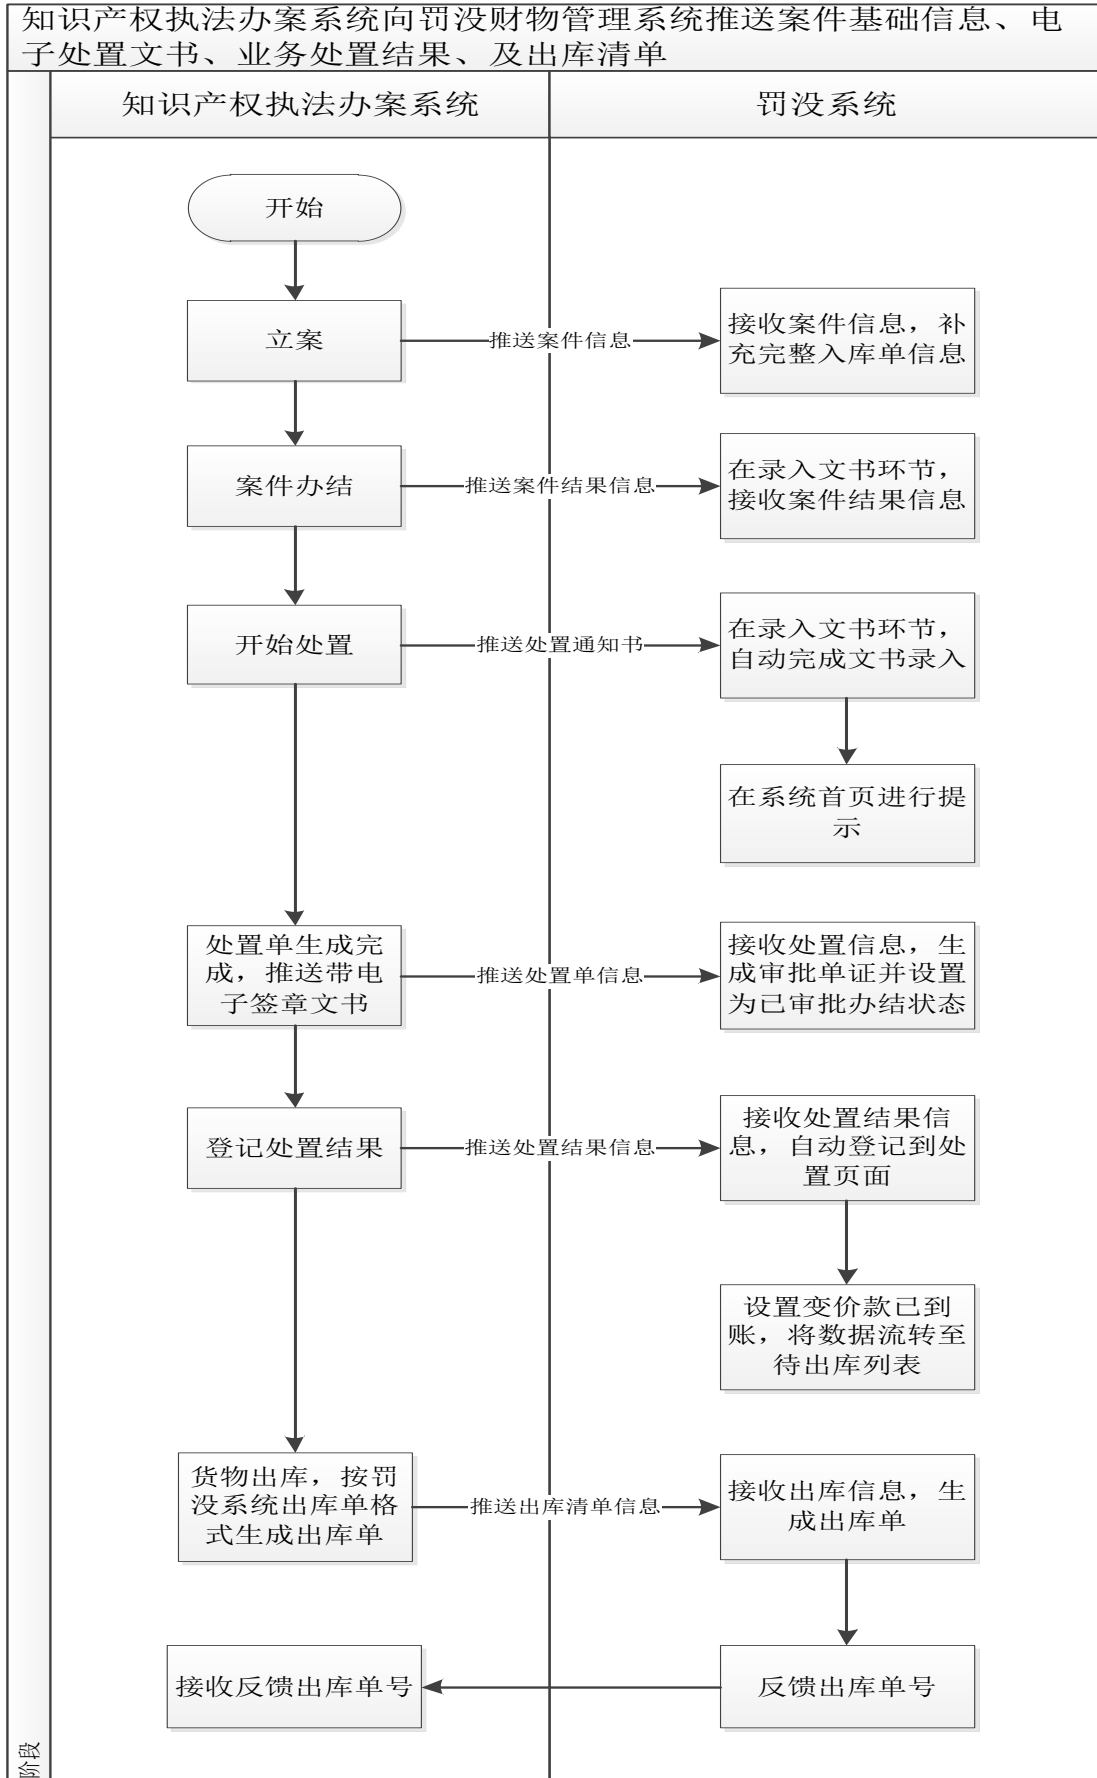 知识产权执法办案系统向罚没财物管理系统推送案件基础信息、电
子处置文书、业务处置结果、及出库清单
知识产权执法办案系统
罚没系统
开始
立案
推送案件信息
接收案件信息，补
充完整入库单信息
案件办结
推送案件结果信息
在录入文书环节，
接收案件结果信息
开始处置
推送处置通知书
在录入文书环节，
自动完成文书录入
在系统首页进行提
示
处置单生成完
成，推送带电
子签章文书
推送处置单信息
接收处置信息，生
成审批单证并设置
为已审批办结状态
登记处置结果
推送处置结果信息
接收处置结果信
息，自动登记到处
置页面
设置变价款已到
账，将数据流转至
待出库列表
货物出库，按罚
没系统出库单格
式生成出库单
推送出库清单信息
接收出库信息，生
成出库单
接收反馈出库单号
反馈出库单号
阶段